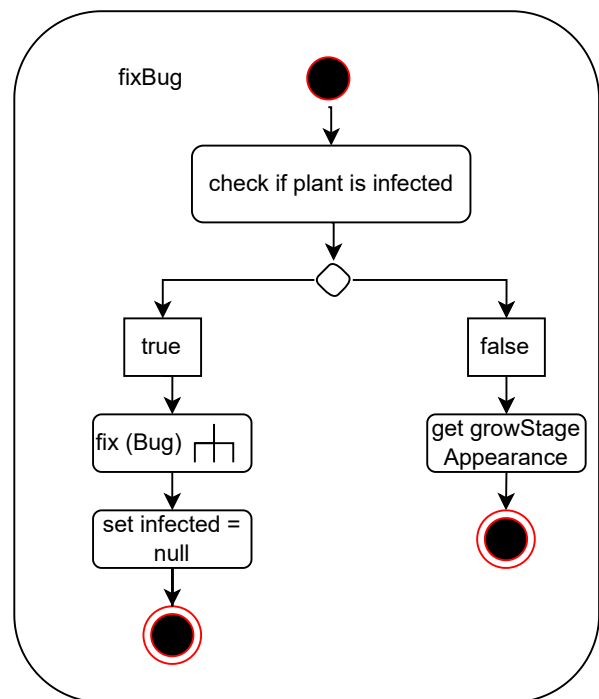 fixBug
check if plant is infected
true
false
fix (Bug)
get growStage
Appearance
set infected =
null